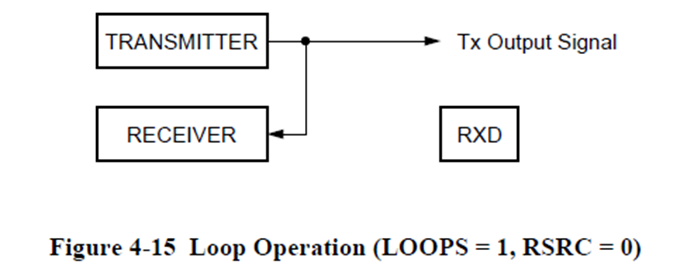 TRANSMITTER
Tx Output Signal
RECEIVER
RXD
Figure 4-15 Loop Operation (LOOPS = 1, RSRC = 0)